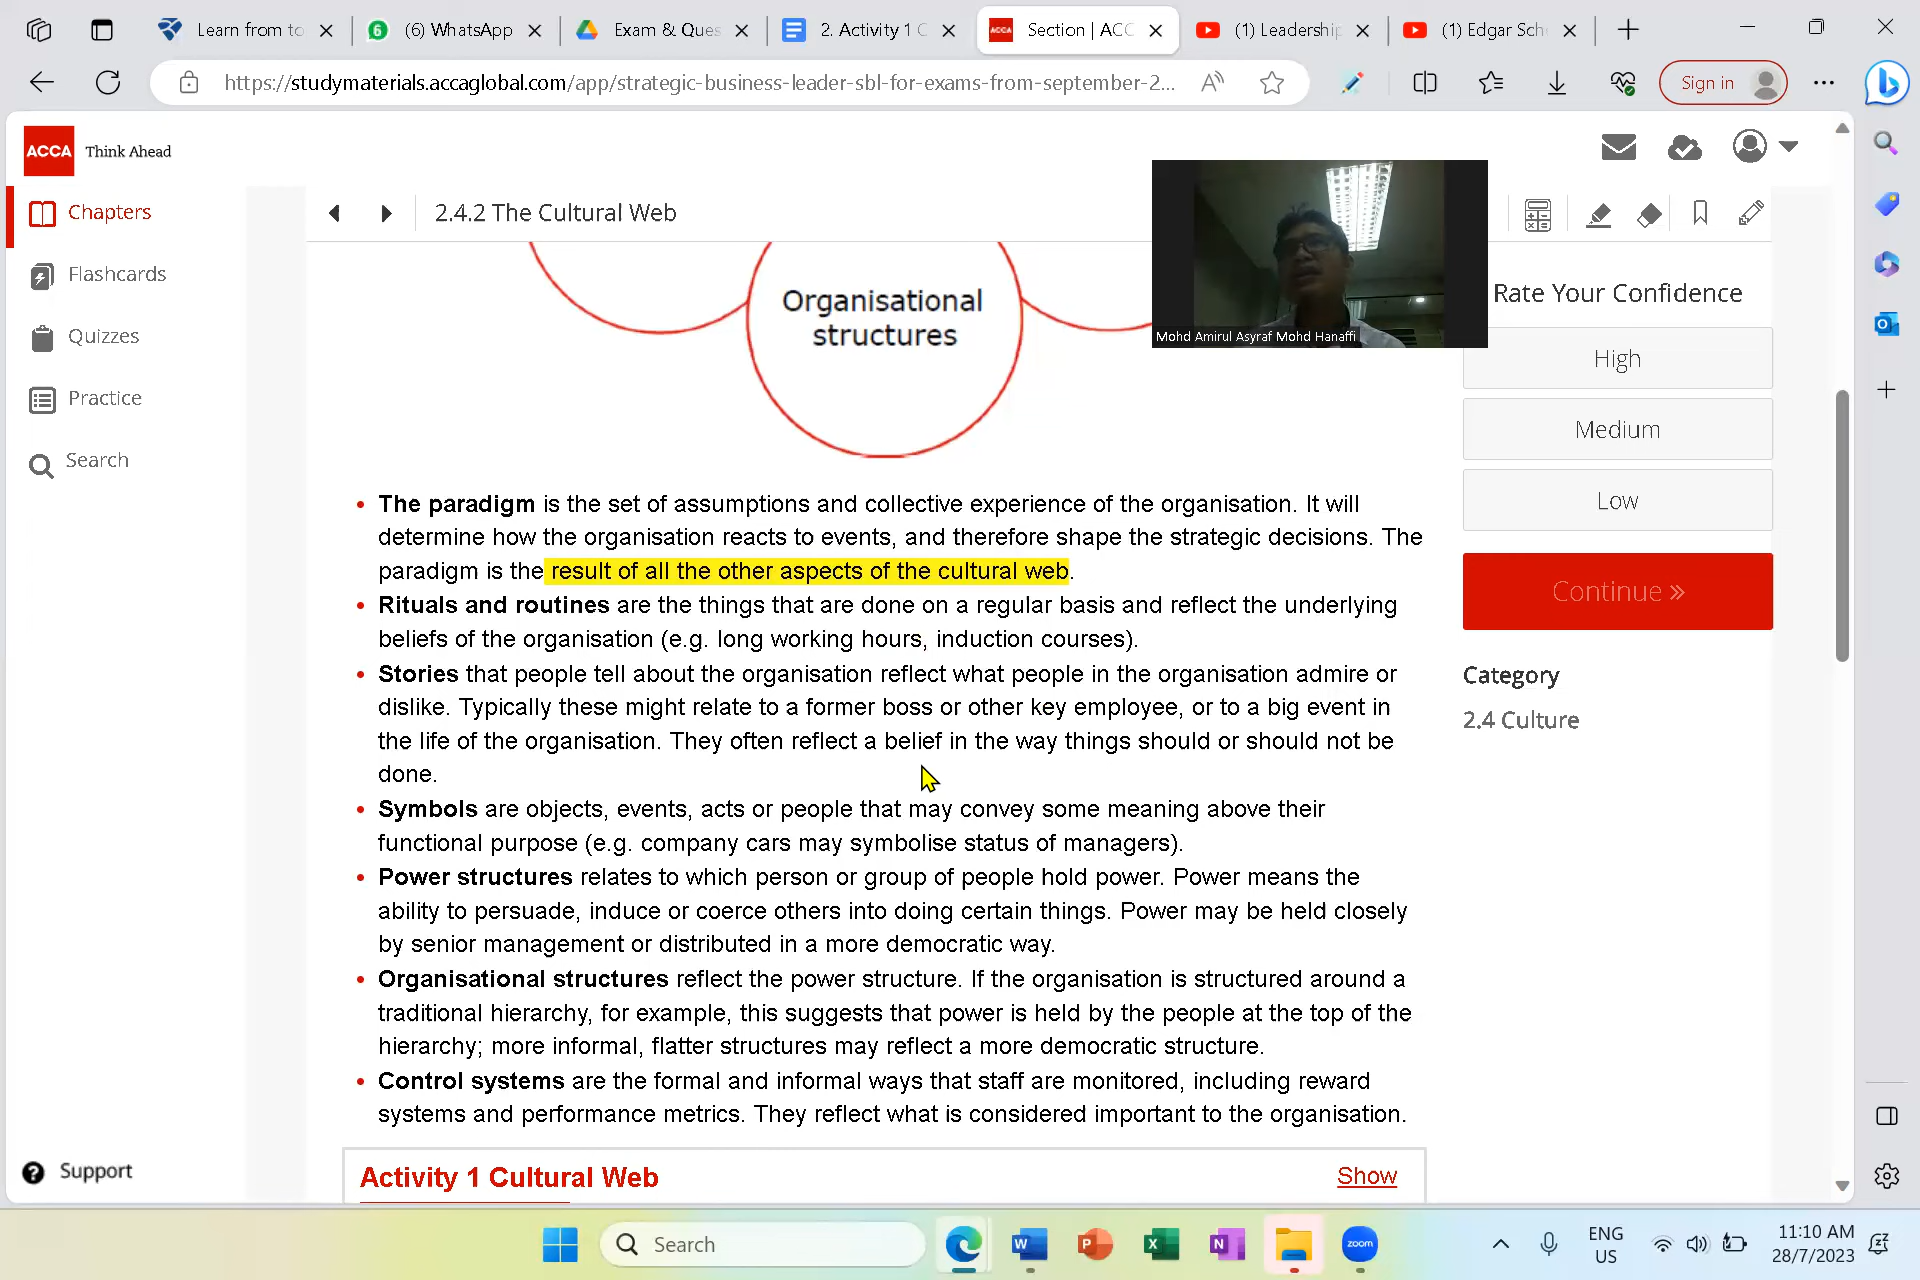 Learn from to
6
(6) WhatsApp
Exam & Ques
2. Activity 1 C
ACCA
Section | ACC
(1) Leadership
(1) Edgar Sch
https://studymaterials.accaglobal.com/app/strategic-business-leader-sbl-for-exams-from-september-2...
Sign in
ACCA
Think Ahead
Chapters
Flashcards
Quizzes
Practice
Search
Support
2.4.2 The Cultural Web
Organisational
structures
Mohd Amirul Asyraf Mohd Hanaffi
• The paradigm is the set of assumptions and collective experience of the organisation. It will
determine how the organisation reacts to events, and therefore shape the strategic decisions. The
paradigm is the result of all the other aspects of the cultural web.
• Rituals and routines are the things that are done on a regular basis and reflect the underlying
beliefs of the organisation (e.g. long working hours, induction courses).
• Stories that people tell about the organisation reflect what people in the organisation admire or
dislike. Typically these might relate to a former boss or other key employee, or to a big event in
the life of the organisation. They often reflect a belief in the way things should or should not be
done.
• Symbols are objects, events, acts or people that may convey some meaning above their
functional purpose (e.g. company cars may symbolise status of managers).
• Power structures relates to which person or group of people hold power. Power means the
ability to persuade, induce or coerce others into doing certain things. Power may be held closely
by senior management or distributed in a more democratic way.
• Organisational structures reflect the power structure. If the organisation is structured around a
traditional hierarchy, for example, this suggests that power is held by the people at the top of the
hierarchy; more informal, flatter structures may reflect a more democratic structure.
• Control systems are the formal and informal ways that staff are monitored, including reward
systems and performance metrics. They reflect what is considered important to the organisation.
Activity 1 Cultural Web
Show
Rate Your Confidence
High
Medium
Low
Continue »
Category
2.4 Culture
Search
W
P
X
N
zoom
ENG
US
11:10 AM
28/7/2023